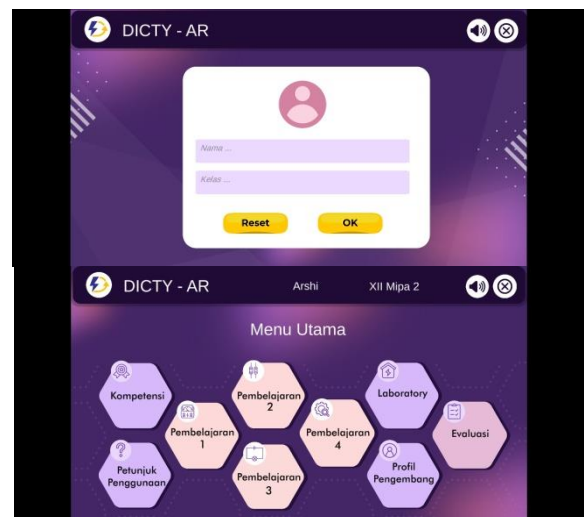 DICTY - AR
Nama ...
Kelas ...
Reset OK
DICTY - AR Arshi XII Mipa 2
Menu Utama
Kompetensi
Pembelajaran
2
Laboratory
Pembelajaran
1
Pembelajaran
4
Evaluasi
Petunjuk
Penggunaan
Pembelajaran
3
Profil
Pengembang